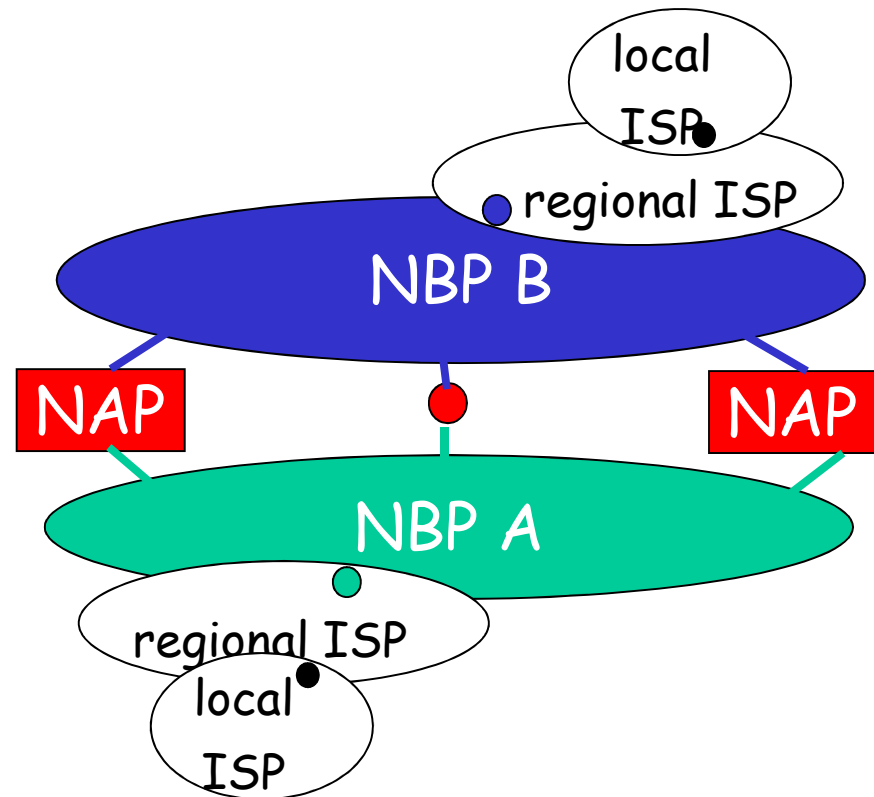 local
ISP
regional ISP
NBP B
NAP
NAP
NBP A
regional ISP
local
ISP